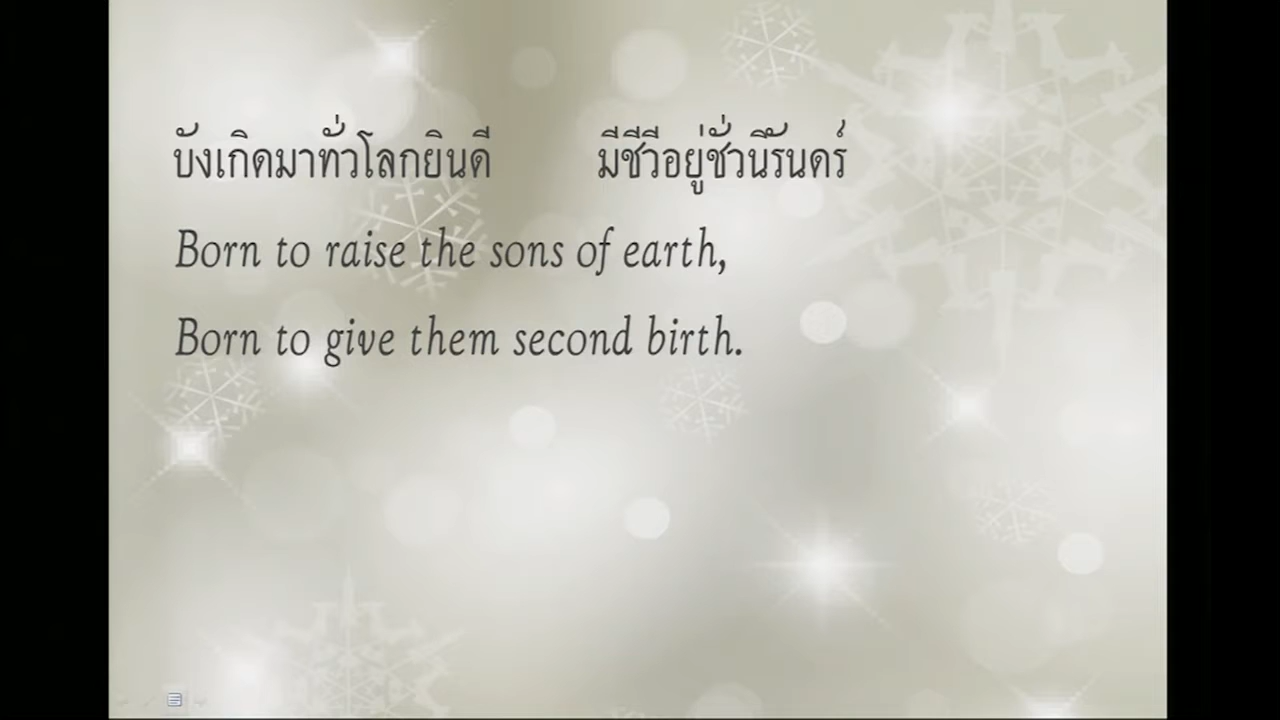 บังเกิดมาทั่วโลกยินดี มีชีวีอยู่ชั่วนิรันดร์
Born to raise the sons of earth,
Born to give them second birth.